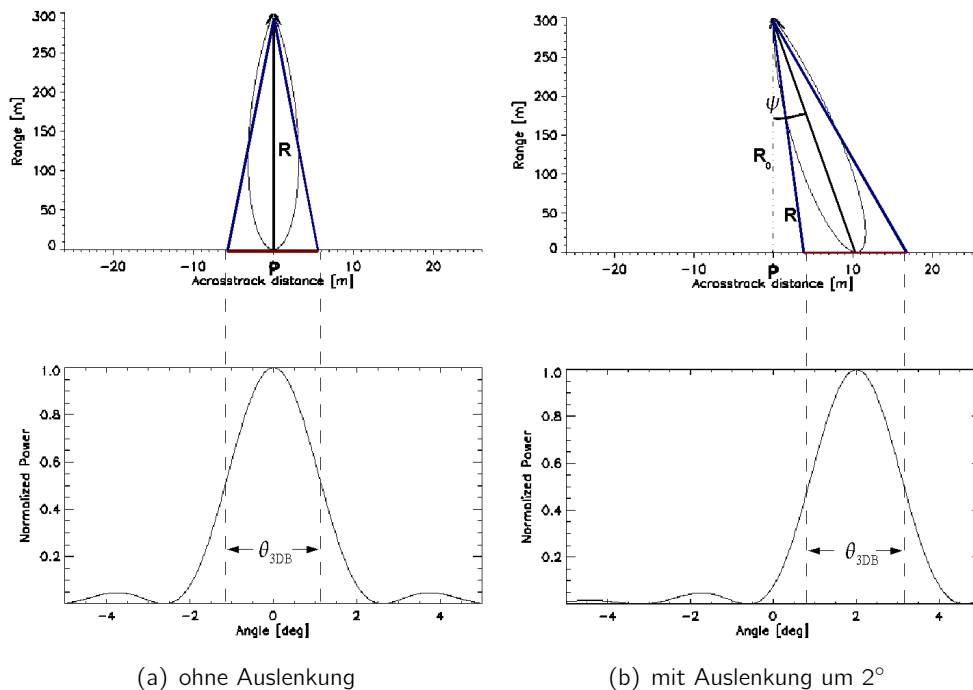 300
250
200
150
100
50
0
Range [m]
R
-20
-10
0
10
20
P
Acrosstrack distance [m]
300
250
200
150
100
50
0
Range [m]
ψ
R₀
R
-20
-10
0
10
20
P
Acrosstrack distance [m]
1.0
0.8
0.6
0.4
0.2
Normalized Power
θ3DB
-4
-2
0
2
4
Angle [deg]
1.0
0.8
0.6
0.4
0.2
Normalized Power
θ3DB
-4
-2
0
2
4
Angle [deg]
(a) ohne Auslenkung
(b) mit Auslenkung um 2°